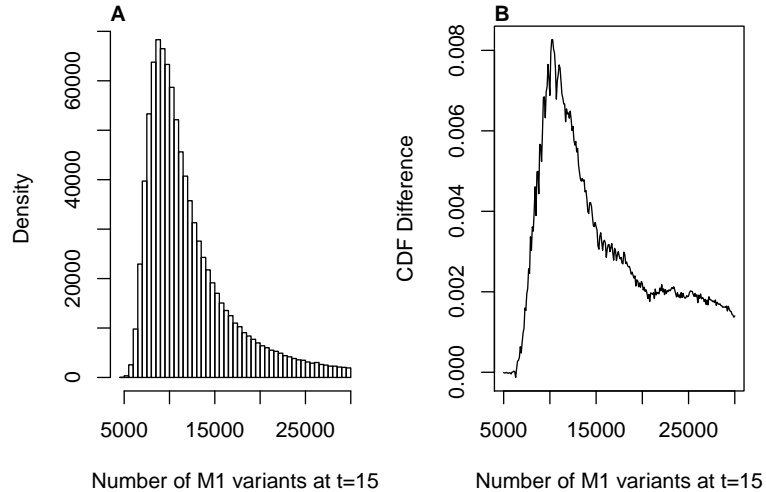 A
Density
0
20000
40000
60000
5000
15000
25000
Number of M1 variants at t=15
B
CDF Difference
0.000
0.002
0.004
0.006
0.008
5000
15000
25000
Number of M1 variants at t=15